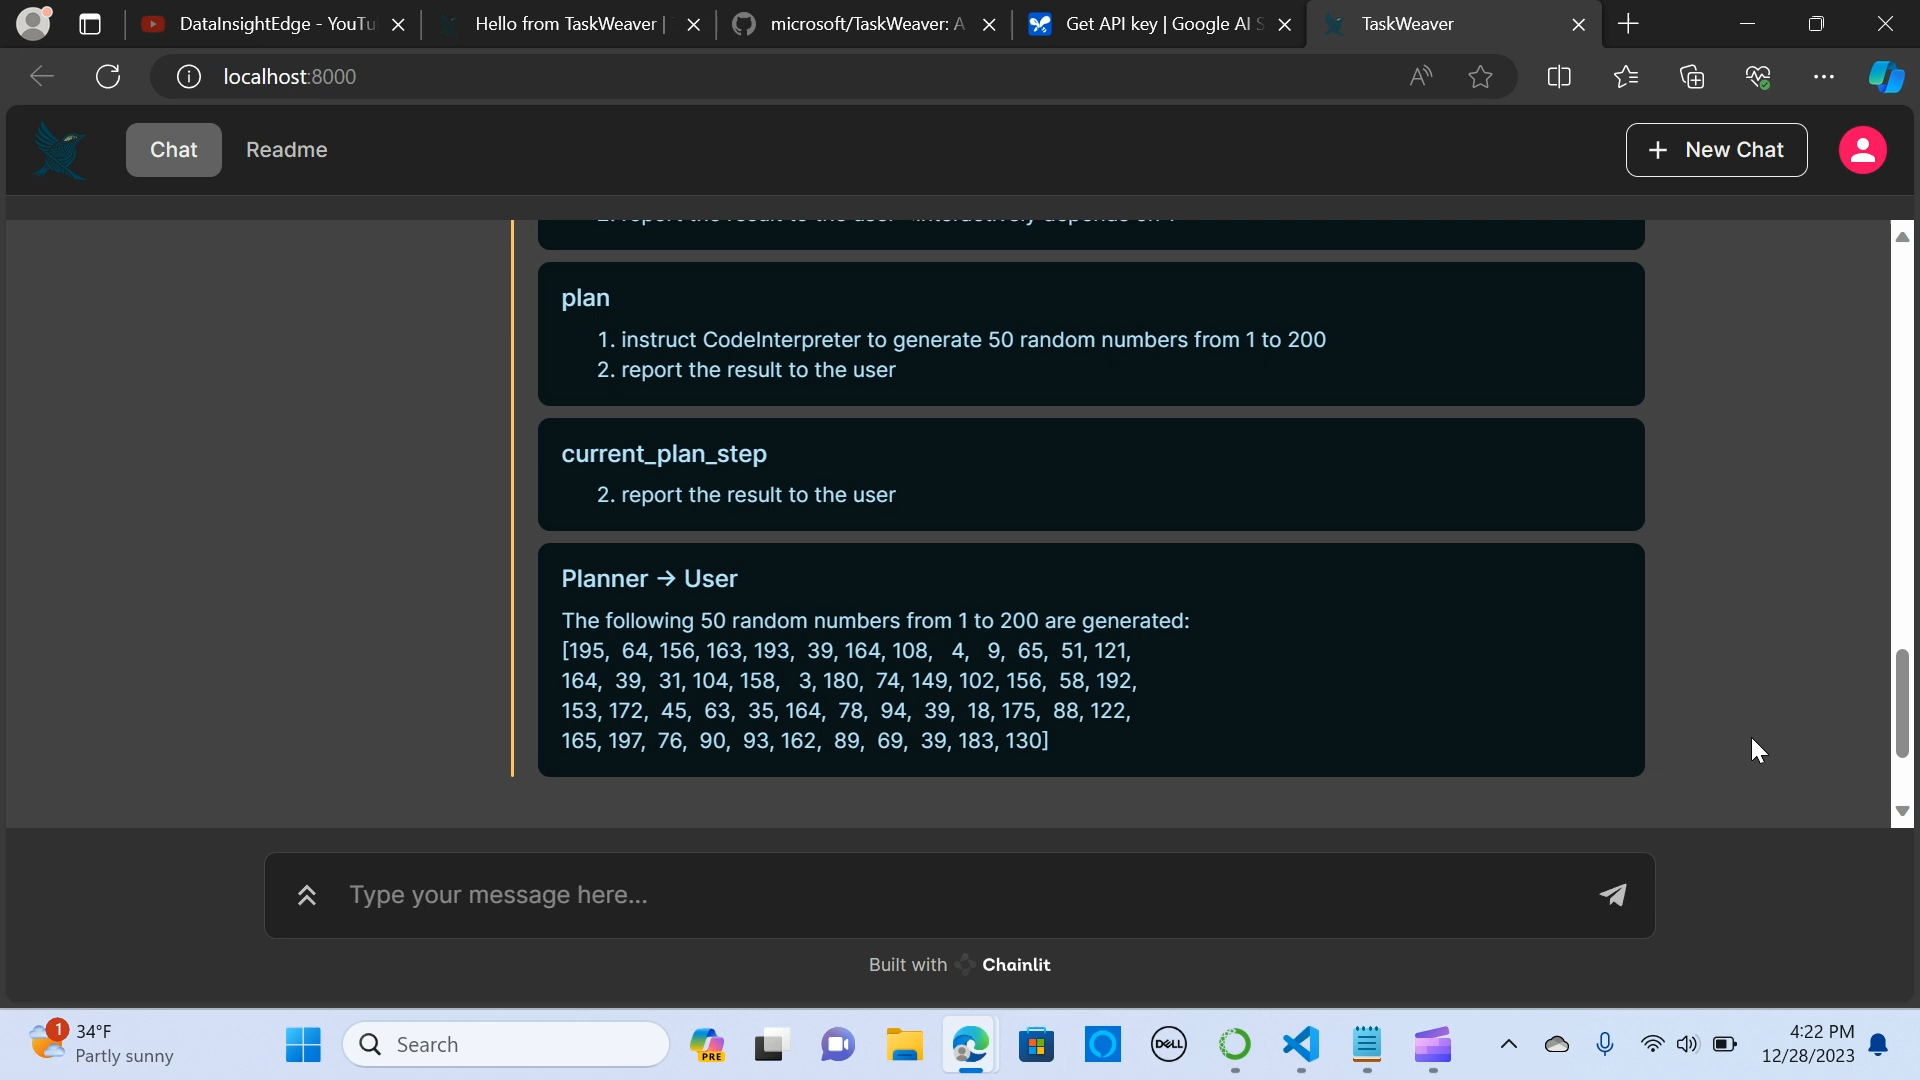 DataInsightEdge - YouTu
Hello from TaskWeaver |
microsoft/TaskWeaver: A
Get API key | Google AI S
TaskWeaver
localhost:8000
Chat
Readme
+ New Chat
plan
1. instruct CodeInterpreter to generate 50 random numbers from 1 to 200
2. report the result to the user
current_plan_step
2. report the result to the user
Planner → User
The following 50 random numbers from 1 to 200 are generated:
[195, 64, 156, 163, 193, 39, 164, 108, 4, 9, 65, 51, 121,
164, 39, 31, 104, 158, 3, 180, 74, 149, 102, 156, 58, 192,
153, 172, 45, 63, 35, 164, 78, 94, 39, 18, 175, 88, 122,
165, 197, 76, 90, 93, 162, 89, 69, 39, 183, 130]
Type your message here...
Built with Chainlit
1
34°F
Partly sunny
Search
PRE
DELL
4:22 PM
12/28/2023